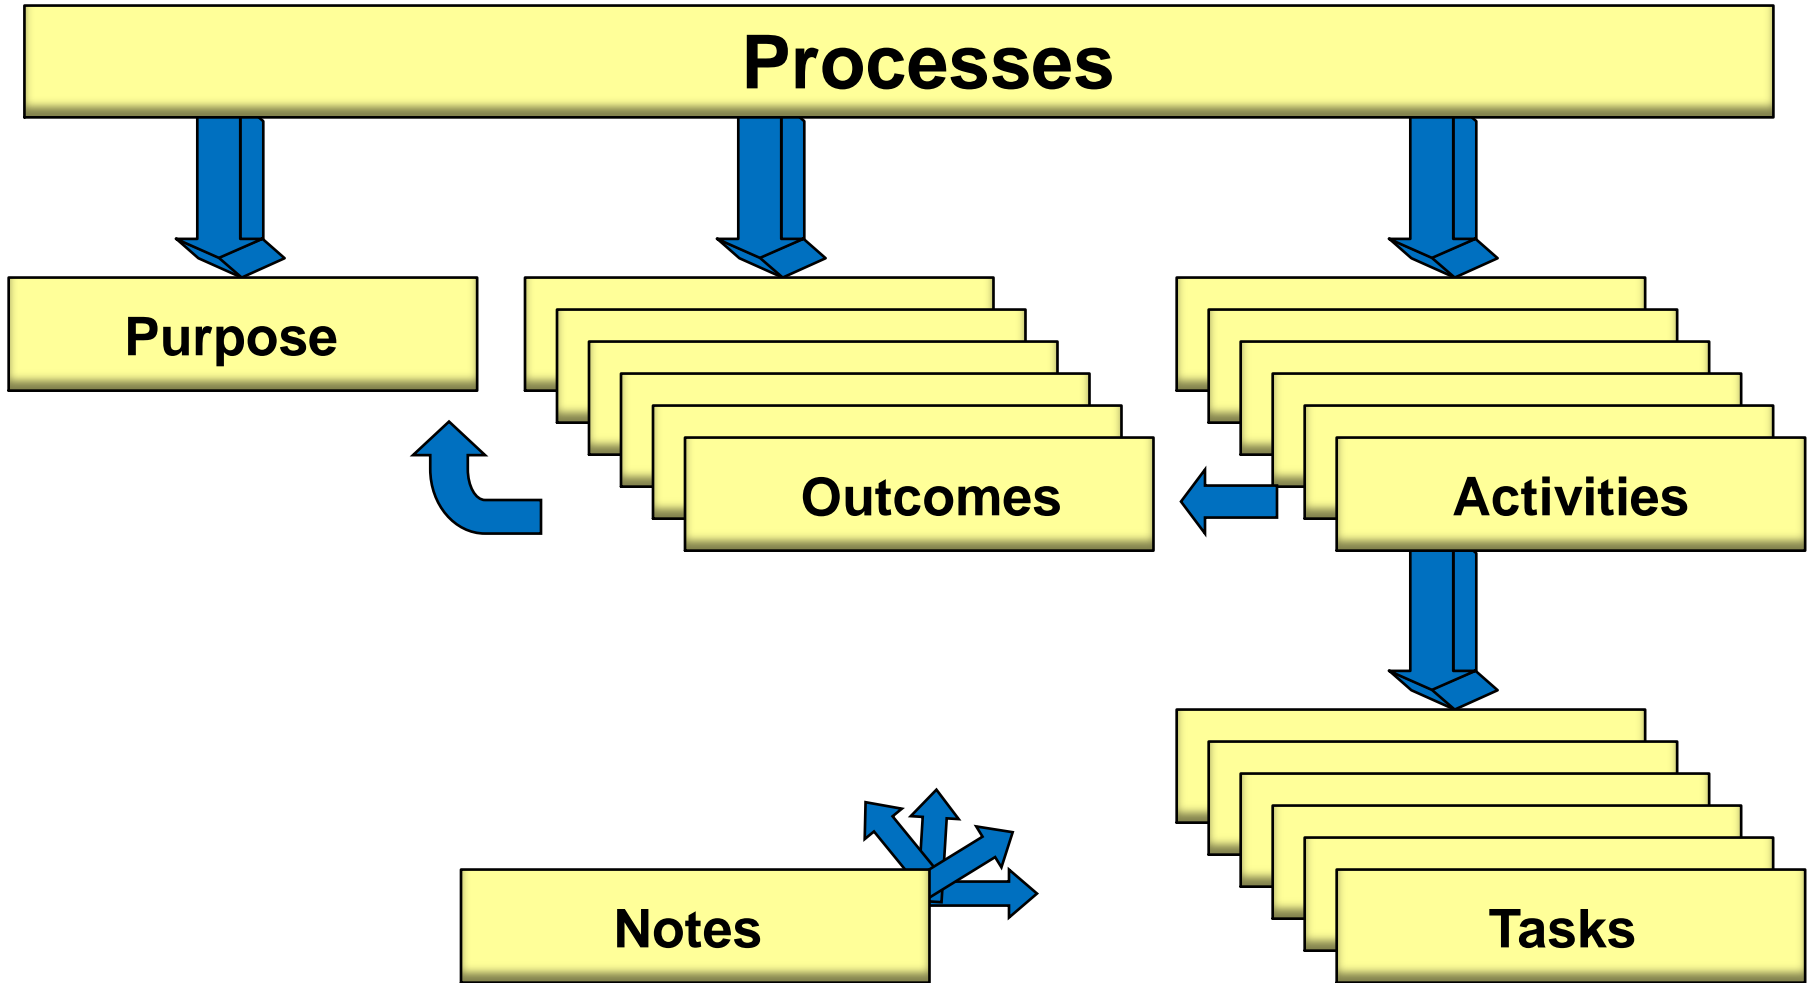 Processes
Purpose
Outcomes
Activities
Notes
Tasks